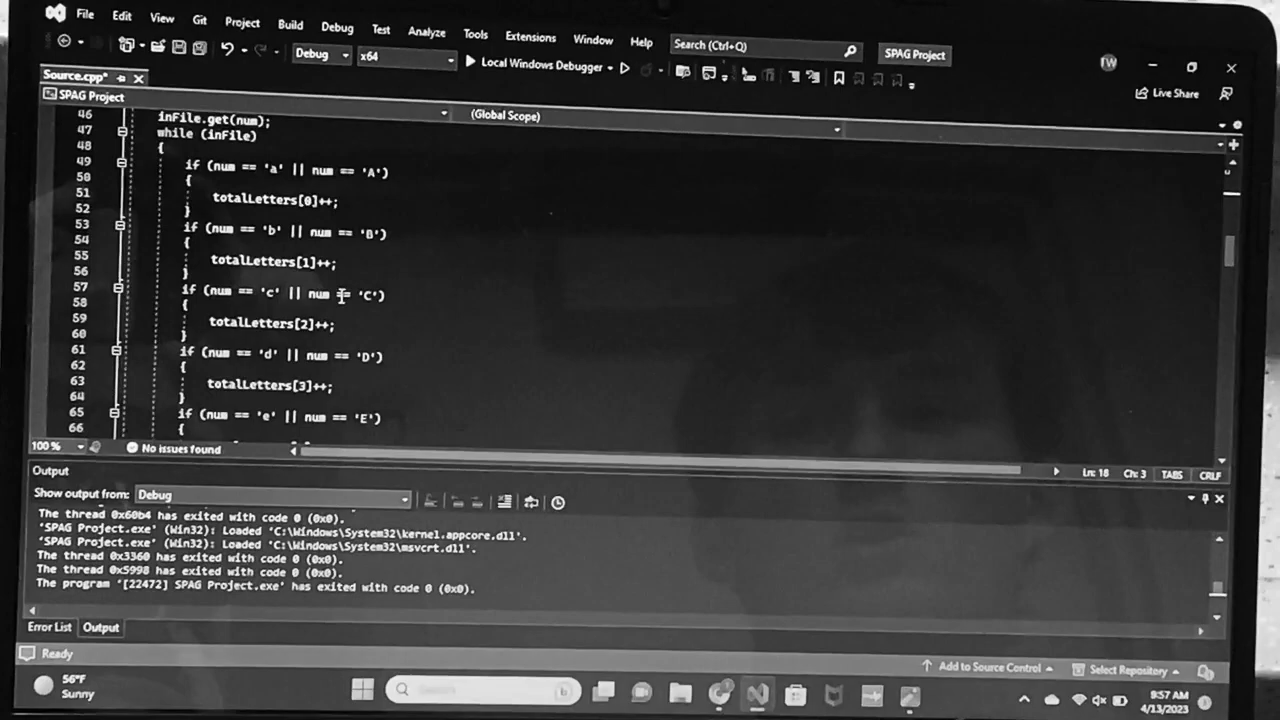 File Edit View Git Project Build Debug Test Analyze Tools Extensions Window Help Search (Ctrl+Q) SPAG Project
TW
Debug x64 Local Windows Debugger
Live Share
Source.cpp*
SPAG Project (Global Scope)
46 inFile.get(num);
47 while (inFile)
48 {
49 if (num == 'a' || num == 'A')
50 {
51 totalLetters[0]++;
52 }
53 if (num == 'b' || num == 'B')
54 {
55 totalLetters[1]++;
56 }
57 if (num == 'c' || num == 'C')
58 {
59 totalLetters[2]++;
60 }
61 if (num == 'd' || num == 'D')
62 {
63 totalLetters[3]++;
64 }
65 if (num == 'e' || num == 'E')
66 {
100 % No issues found Ln: 18 Ch: 3 TABS CRLF
Output
Show output from: Debug
The thread 0x60b4 has exited with code 0 (0x0).
'SPAG Project.exe' (Win32): Loaded 'C:\Windows\System32\kernel.appcore.dll'.
'SPAG Project.exe' (Win32): Loaded 'C:\Windows\System32\msvcrt.dll'.
The thread 0x3360 has exited with code 0 (0x0).
The thread 0x5998 has exited with code 0 (0x0).
The program '[22472] SPAG Project.exe' has exited with code 0 (0x0).
Error List Output
Ready Add to Source Control Select Repository
56°F
Sunny
Search
9:57 AM
4/13/2023